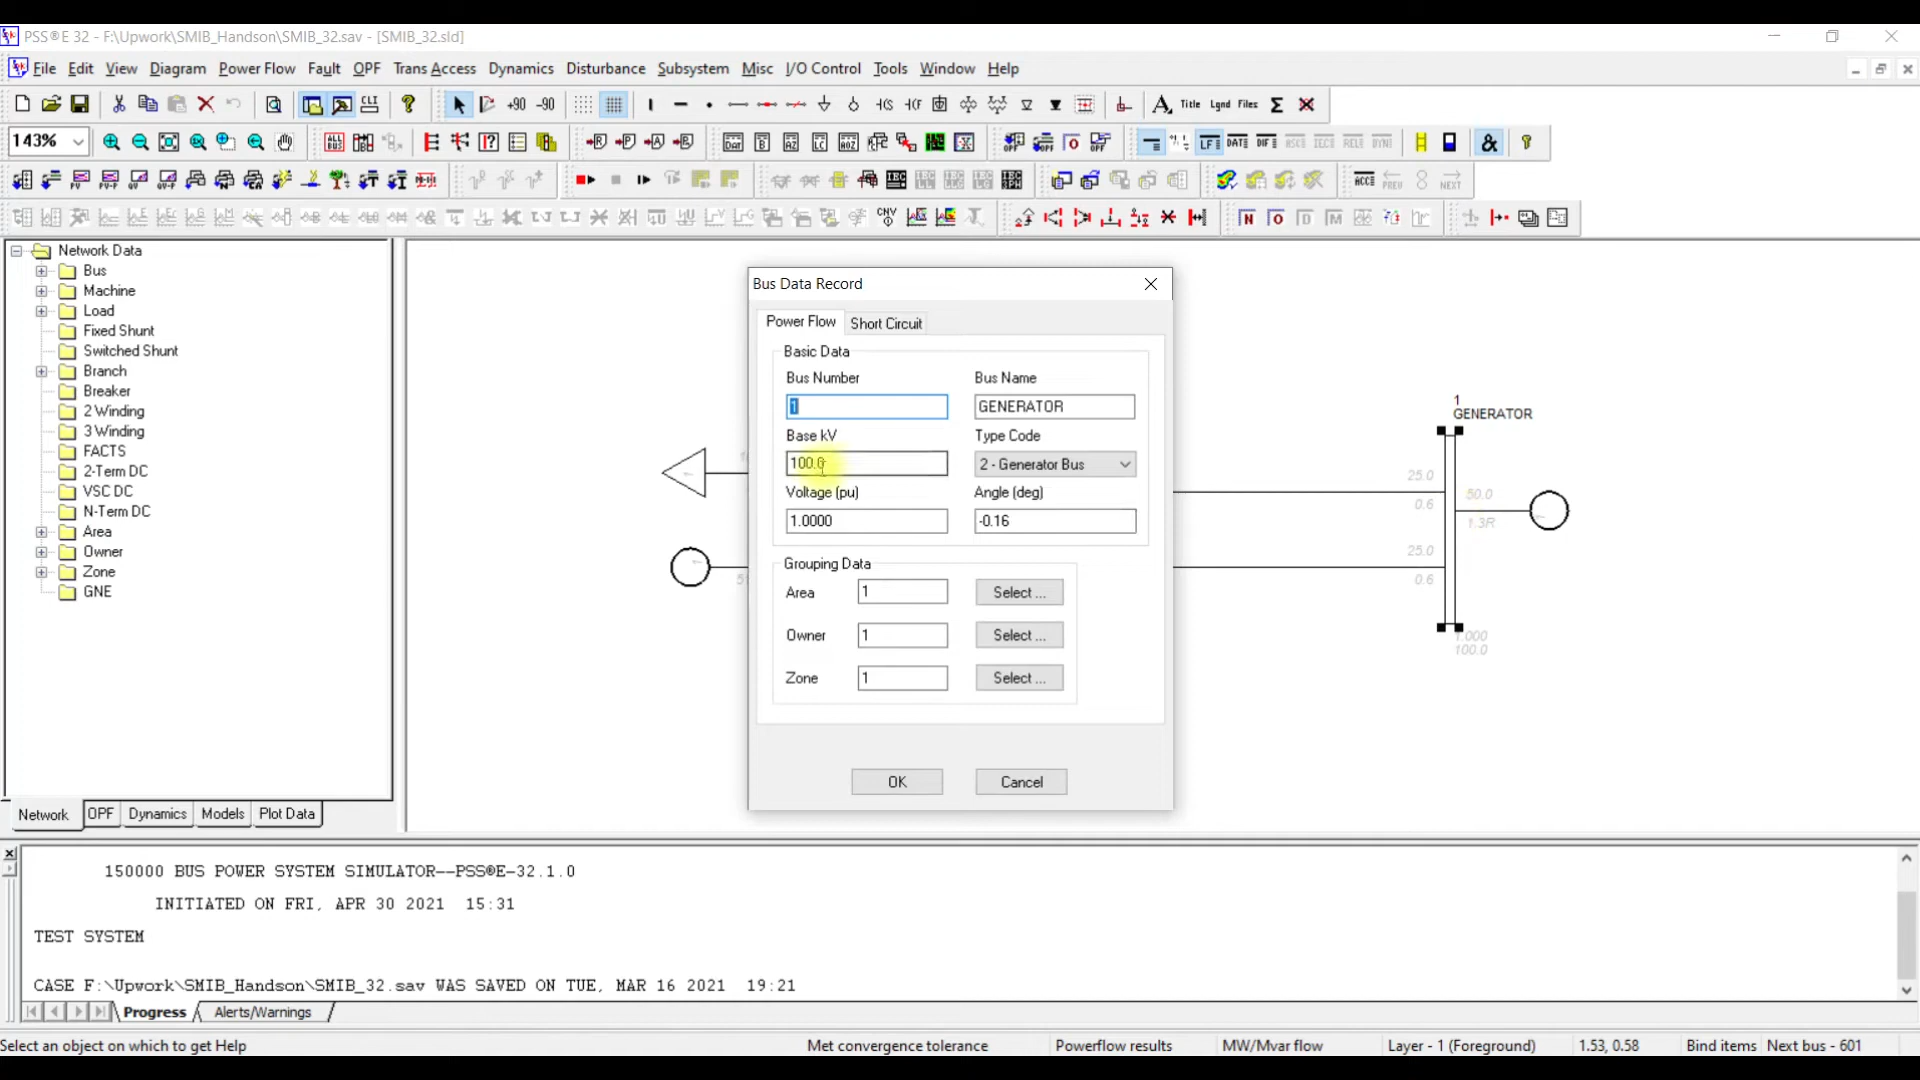 PSS®E 32 - F:\Upwork\SMIB_Handson\SMIB_32.sav - [SMIB_32.sld]
File Edit View Diagram Power Flow Fault OPF Trans Access Dynamics Disturbance Subsystem Misc I/O Control Tools Window Help
+90 -90 Title Lgnd Files
143%
Network Data
Bus
Machine
Load
Fixed Shunt
Switched Shunt
Branch
Breaker
2 Winding
3 Winding
FACTS
2-Term DC
VSC DC
N-Term DC
Area
Owner
Zone
GNE
Network OPF Dynamics Models Plot Data
Bus Data Record
Power Flow Short Circuit
Basic Data
Bus Number Bus Name
1 GENERATOR
Base kV Type Code
100.0 2 - Generator Bus
Voltage (pu) Angle (deg)
1.0000 -0.16
Grouping Data
Area 1 Select ...
Owner 1 Select ...
Zone 1 Select ...
OK Cancel
1
GENERATOR
25.0
0.6
50.0
1.3R
25.0
0.6
1.000
100.0
150000 BUS POWER SYSTEM SIMULATOR--PSS®E-32.1.0
INITIATED ON FRI, APR 30 2021 15:31
TEST SYSTEM
CASE F:\Upwork\SMIB_Handson\SMIB_32.sav WAS SAVED ON TUE, MAR 16 2021 19:21
Progress Alerts/Warnings
Select an object on which to get Help Met convergence tolerance Powerflow results MW/Mvar flow Layer - 1 (Foreground) 1.53, 0.58 Bind items Next bus - 601